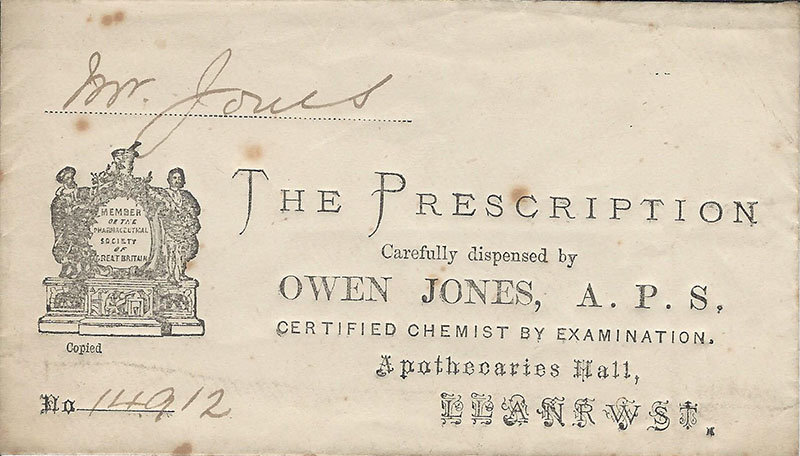 Mr. Jones
MEMBER
OF THE
PHARMACEUTICAL
SOCIETY
OF
GREAT BRITAIN
Copied
No 14912
THE PRESCRIPTION
Carefully dispensed by
OWEN JONES, A. P. S.
CERTIFIED CHEMIST BY EXAMINATION.
Apothecaries Hall,
LLANRWST.